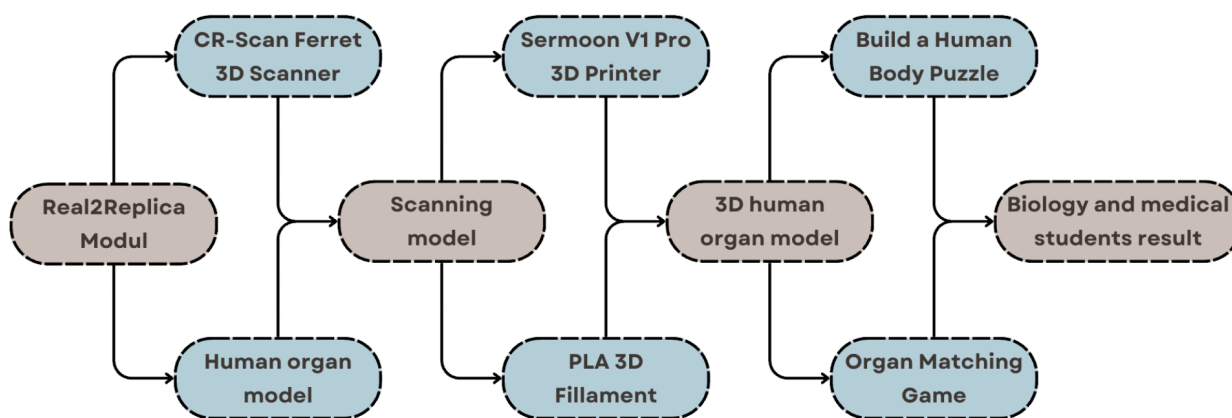 CR-Scan Ferret
3D Scanner
Sermoon V1 Pro
3D Printer
Build a Human
Body Puzzle
Real2Replica
Modul
Scanning
model
3D human
organ model
Biology and medical
students result
Human organ
model
PLA 3D
Fillament
Organ Matching
Game